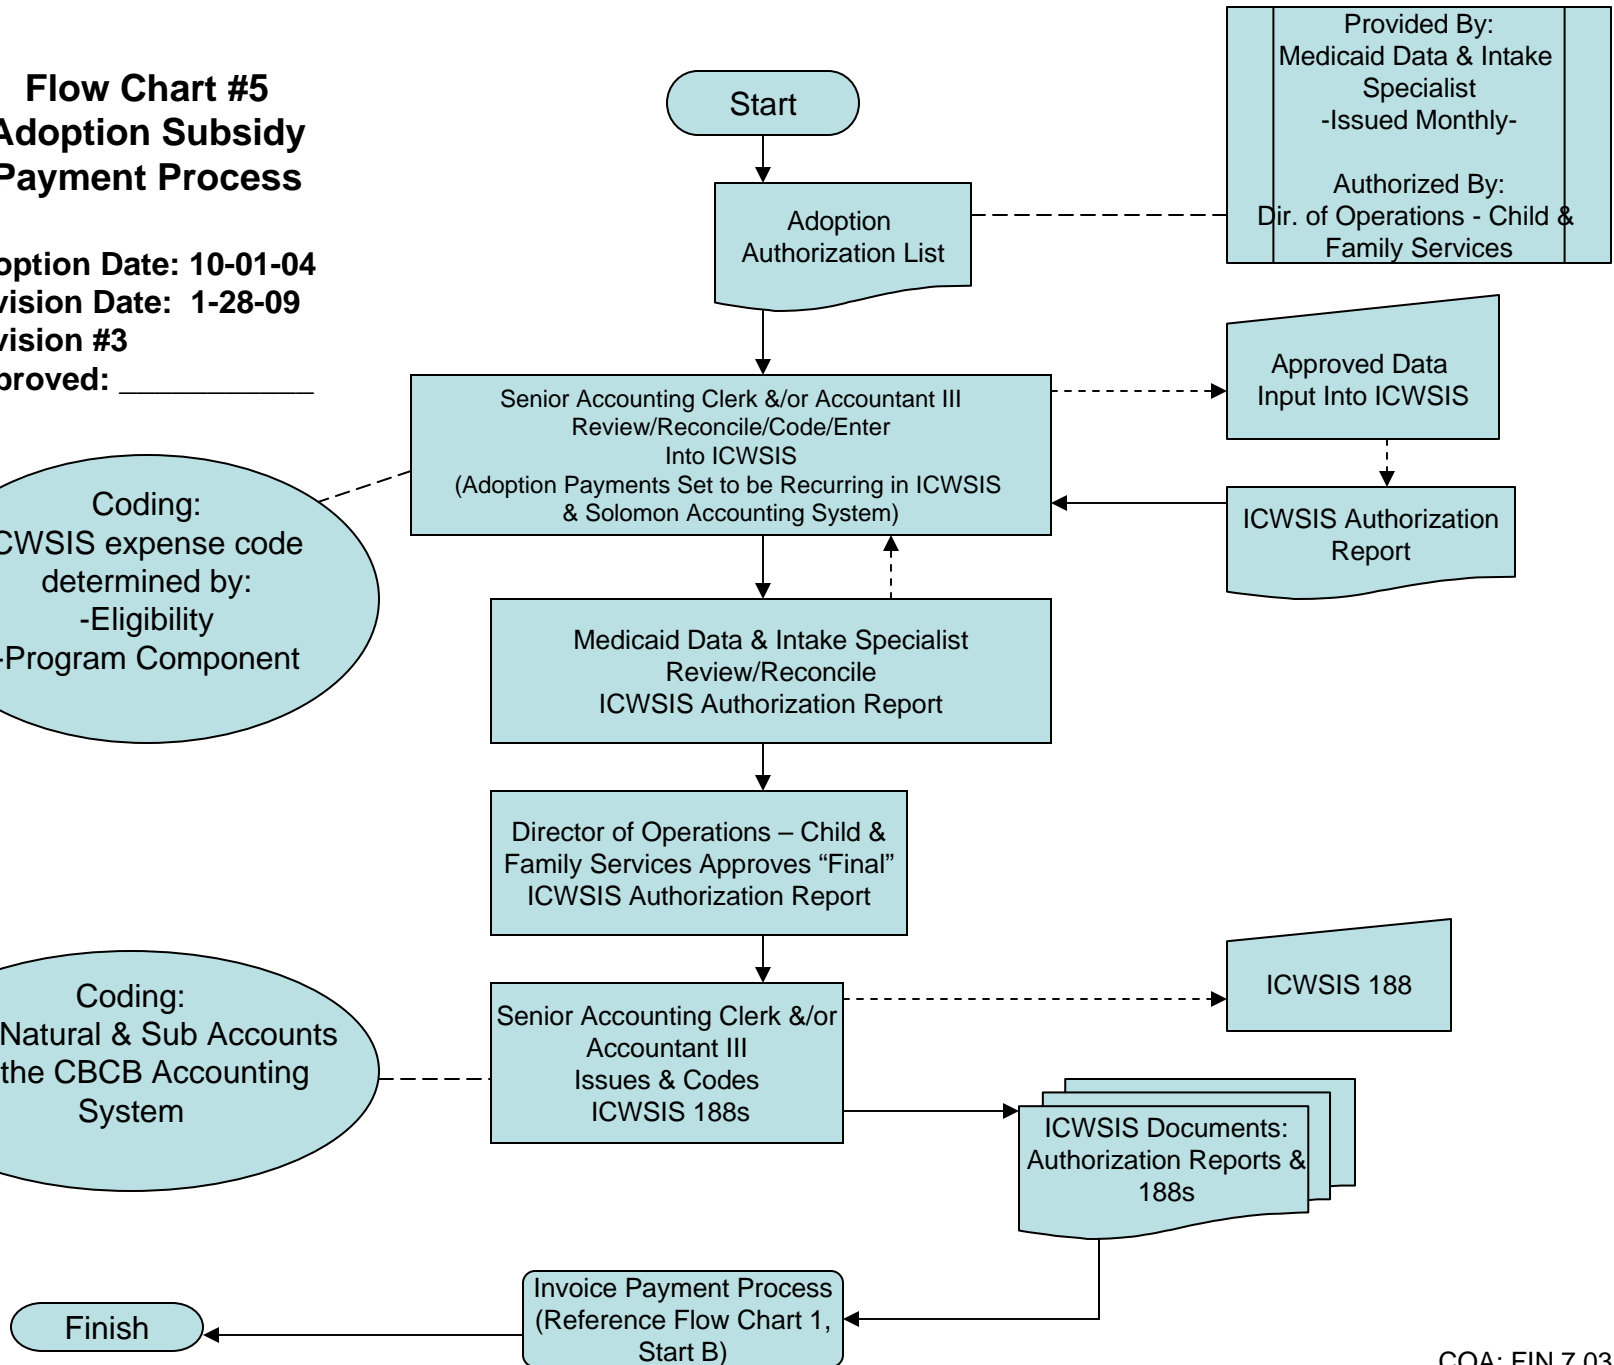 Flow Chart #5
Adoption Subsidy
Payment Process
option Date: 10-01-04
vision Date: 1-28-09
vision #3
proved: ___________
Start
Adoption
Authorization List
Provided By:
Medicaid Data & Intake
Specialist
-Issued Monthly-
Authorized By:
Dir. of Operations - Child &
Family Services
Senior Accounting Clerk &/or Accountant III
Review/Reconcile/Code/Enter
Into ICWSIS
(Adoption Payments Set to be Recurring in ICWSIS
& Solomon Accounting System)
Approved Data
Input Into ICWSIS
ICWSIS Authorization
Report
Coding:
CWSIS expense code
determined by:
-Eligibility
-Program Component
Medicaid Data & Intake Specialist
Review/Reconcile
ICWSIS Authorization Report
Director of Operations – Child &
Family Services Approves “Final”
ICWSIS Authorization Report
Coding:
Natural & Sub Accounts
the CBCB Accounting
System
Senior Accounting Clerk &/or
Accountant III
Issues & Codes
ICWSIS 188s
ICWSIS 188
ICWSIS Documents:
Authorization Reports &
188s
Invoice Payment Process
(Reference Flow Chart 1,
Start B)
Finish
COA: FIN 7.03